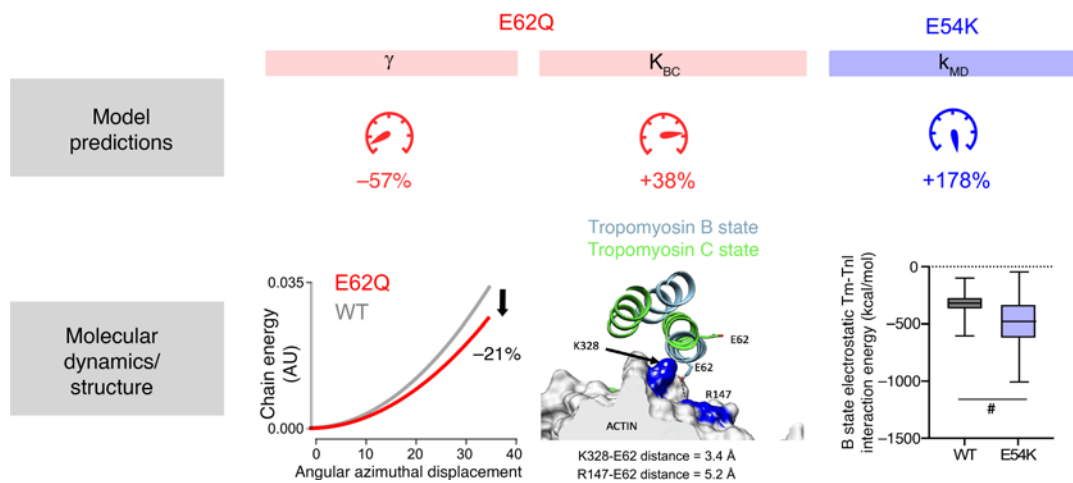 E62Q
E54K
γ
K_BC
k_MD
Model
predictions
–57%
+38%
+178%
Molecular
dynamics/
structure
Chain energy
(AU)
0.035
0.000
E62Q
WT
–21%
0
10
20
30
40
Angular azimuthal displacement
Tropomyosin B state
Tropomyosin C state
K328
E62
E62
R147
ACTIN
K328-E62 distance = 3.4 Å
R147-E62 distance = 5.2 Å
B state electrostatic Tm-TnI
interaction energy (kcal/mol)
0
−500
−1000
−1500
#
WT
E54K